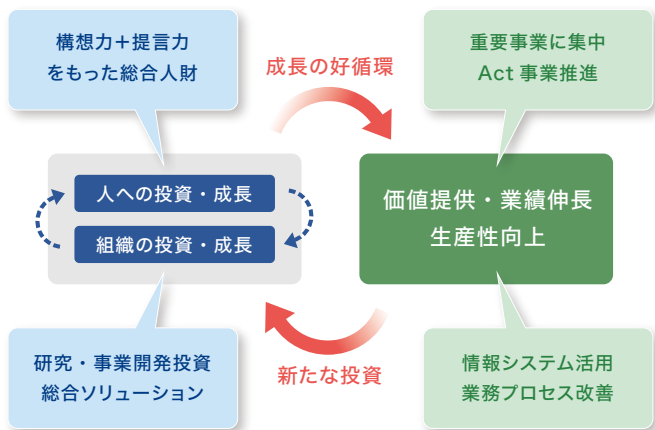 構想力＋提言力
をもった総合人財
成長の好循環
重要事業に集中
Act 事業推進
人への投資・成長
組織の投資・成長
価値提供・業績伸長
生産性向上
研究・事業開発投資
総合ソリューション
新たな投資
情報システム活用
業務プロセス改善